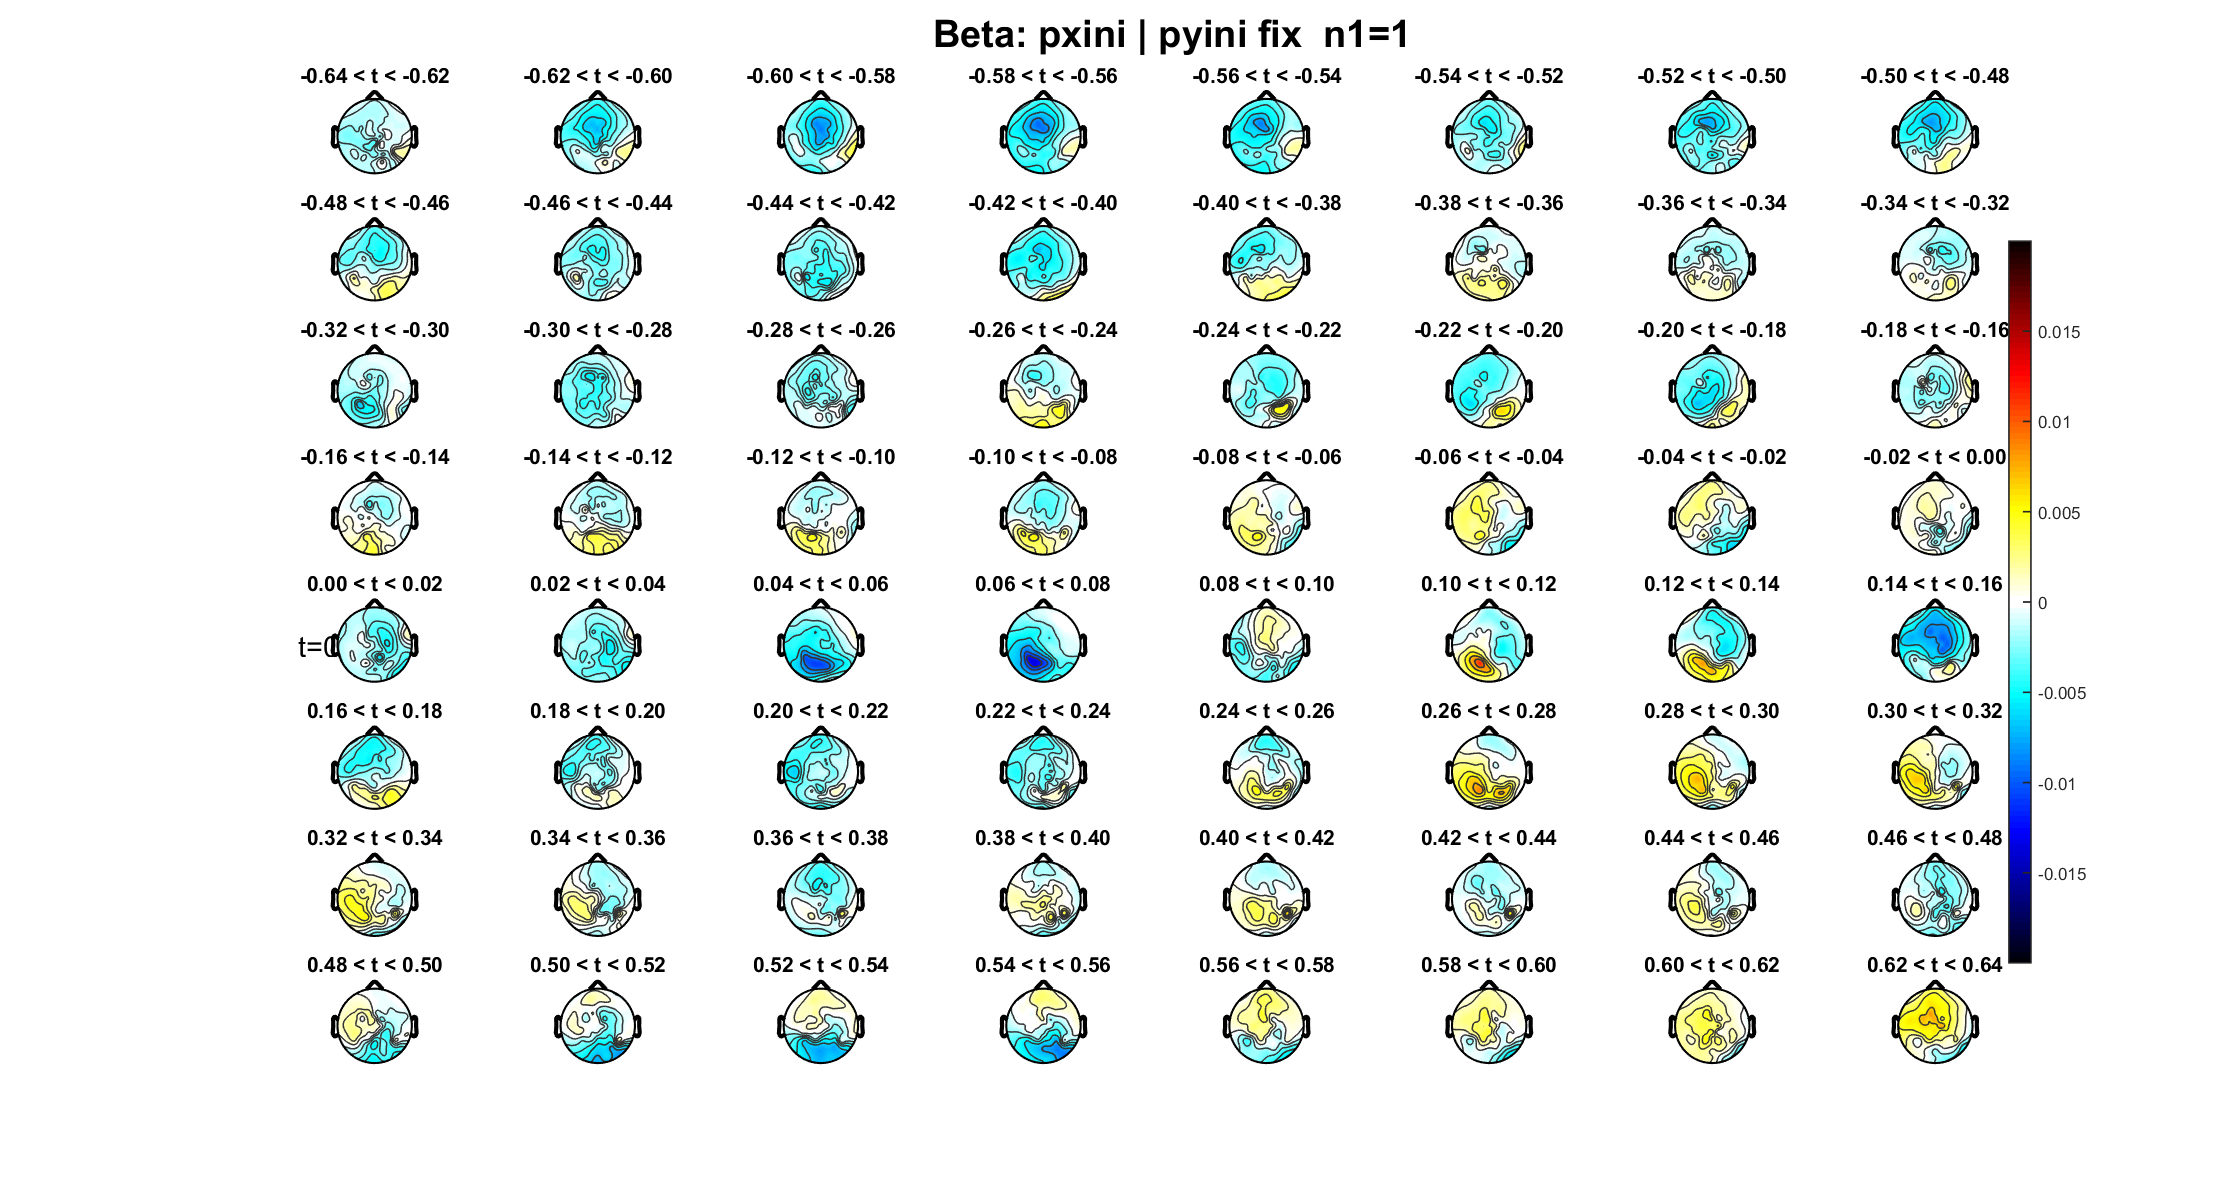 Beta: pxini | pyini fix  n1=1
-0.64 < t < -0.62
-0.62 < t < -0.60
-0.60 < t < -0.58
-0.58 < t < -0.56
-0.56 < t < -0.54
-0.54 < t < -0.52
-0.52 < t < -0.50
-0.50 < t < -0.48
-0.48 < t < -0.46
-0.46 < t < -0.44
-0.44 < t < -0.42
-0.42 < t < -0.40
-0.40 < t < -0.38
-0.38 < t < -0.36
-0.36 < t < -0.34
-0.34 < t < -0.32
-0.32 < t < -0.30
-0.30 < t < -0.28
-0.28 < t < -0.26
-0.26 < t < -0.24
-0.24 < t < -0.22
-0.22 < t < -0.20
-0.20 < t < -0.18
-0.18 < t < -0.16
-0.16 < t < -0.14
-0.14 < t < -0.12
-0.12 < t < -0.10
-0.10 < t < -0.08
-0.08 < t < -0.06
-0.06 < t < -0.04
-0.04 < t < -0.02
-0.02 < t < 0.00
0.00 < t < 0.02
0.02 < t < 0.04
0.04 < t < 0.06
0.06 < t < 0.08
0.08 < t < 0.10
0.10 < t < 0.12
0.12 < t < 0.14
0.14 < t < 0.16
t=0
0.16 < t < 0.18
0.18 < t < 0.20
0.20 < t < 0.22
0.22 < t < 0.24
0.24 < t < 0.26
0.26 < t < 0.28
0.28 < t < 0.30
0.30 < t < 0.32
0.32 < t < 0.34
0.34 < t < 0.36
0.36 < t < 0.38
0.38 < t < 0.40
0.40 < t < 0.42
0.42 < t < 0.44
0.44 < t < 0.46
0.46 < t < 0.48
0.48 < t < 0.50
0.50 < t < 0.52
0.52 < t < 0.54
0.54 < t < 0.56
0.56 < t < 0.58
0.58 < t < 0.60
0.60 < t < 0.62
0.62 < t < 0.64
0.015
0.01
0.005
0
-0.005
-0.01
-0.015